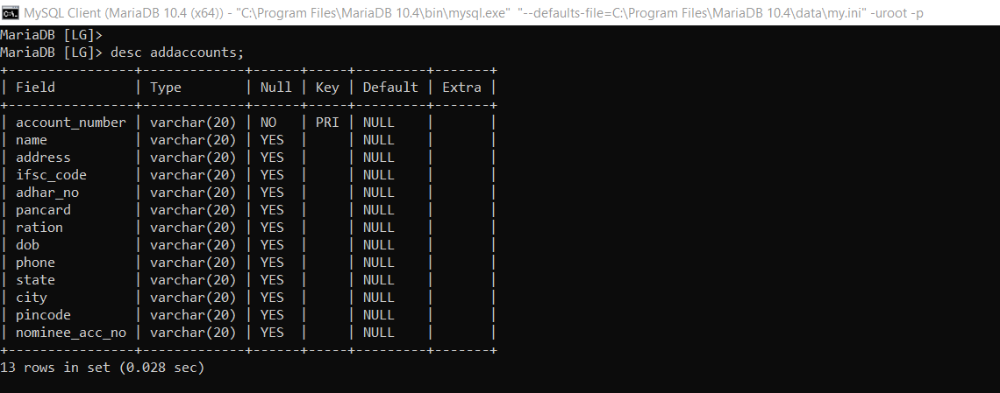 MySQL Client (MariaDB 10.4 (x64)) - "C:\Program Files\MariaDB 10.4\bin\mysql.exe"  "--defaults-file=C:\Program Files\MariaDB 10.4\data\my.ini" -uroot -p
MariaDB [LG]>
MariaDB [LG]> desc addaccounts;
+----------------+-------------+------+-----+---------+-------+
| Field          | Type        | Null | Key | Default | Extra |
+----------------+-------------+------+-----+---------+-------+
| account_number | varchar(20) | NO   | PRI | NULL    |       |
| name           | varchar(20) | YES  |     | NULL    |       |
| address        | varchar(20) | YES  |     | NULL    |       |
| ifsc_code      | varchar(20) | YES  |     | NULL    |       |
| adhar_no       | varchar(20) | YES  |     | NULL    |       |
| pancard        | varchar(20) | YES  |     | NULL    |       |
| ration         | varchar(20) | YES  |     | NULL    |       |
| dob            | varchar(20) | YES  |     | NULL    |       |
| phone          | varchar(20) | YES  |     | NULL    |       |
| state          | varchar(20) | YES  |     | NULL    |       |
| city           | varchar(20) | YES  |     | NULL    |       |
| pincode        | varchar(20) | YES  |     | NULL    |       |
| nominee_acc_no | varchar(20) | YES  |     | NULL    |       |
+----------------+-------------+------+-----+---------+-------+
13 rows in set (0.028 sec)